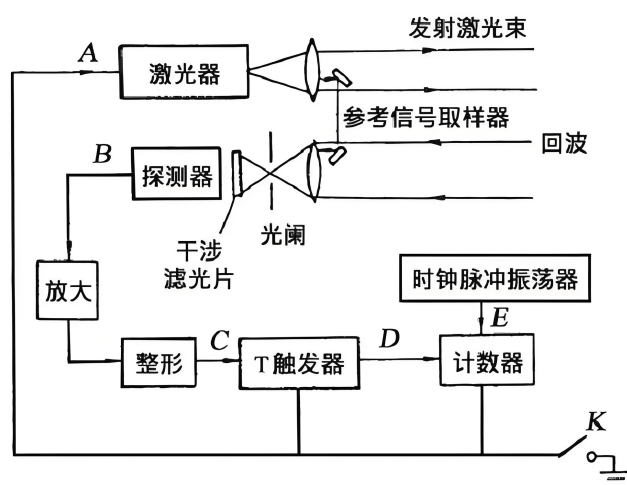 发射激光束
A
激光器
参考信号取样器
回波
B
探测器
光阑
干涉
滤光片
放大
时钟脉冲振荡器
E
整形
C
T触发器
D
计数器
K